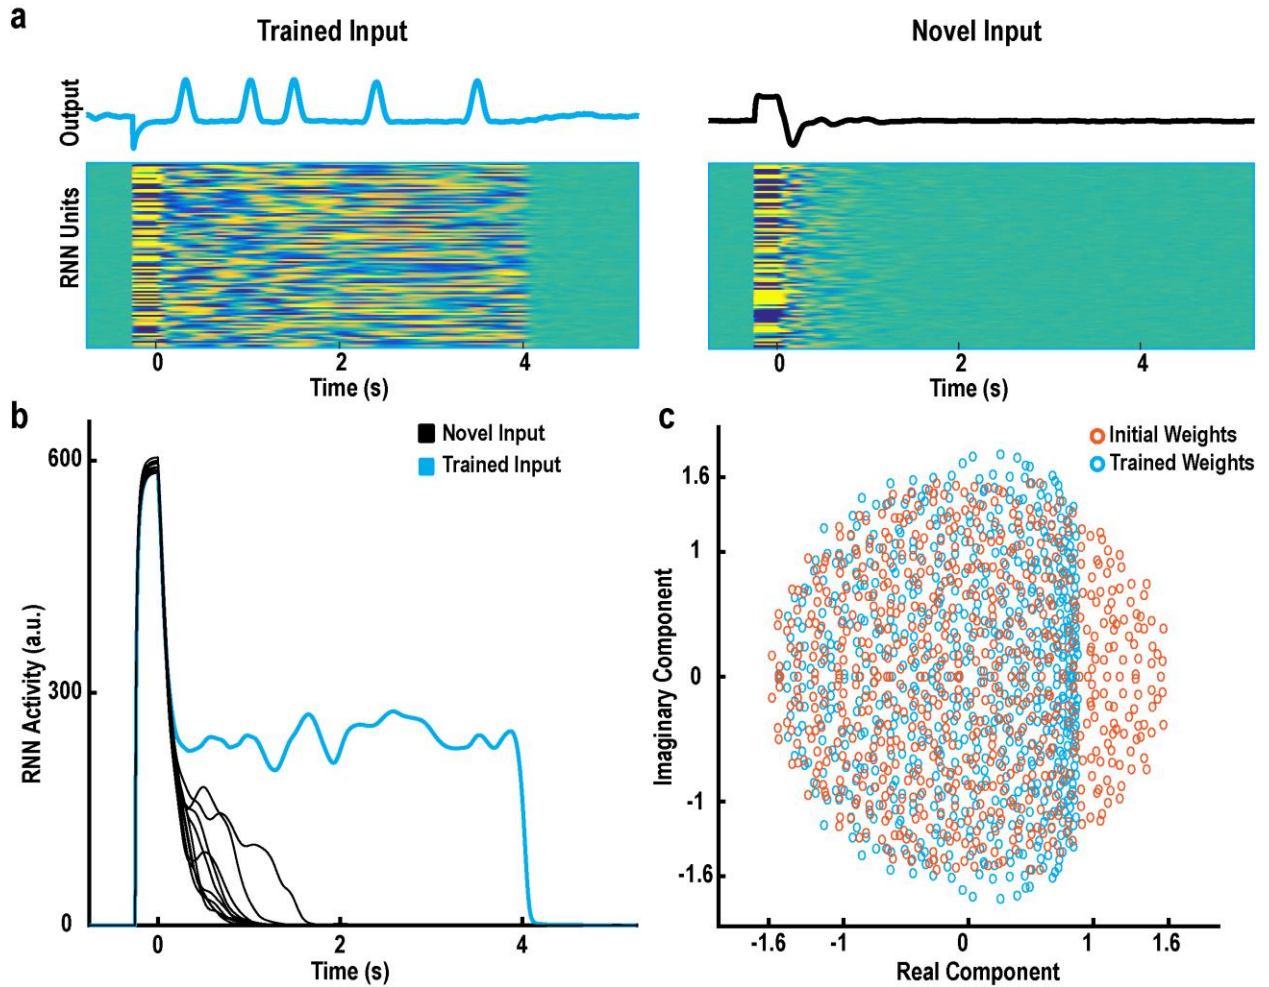 a
Trained Input
Novel Input
Output
RNN Units
0 2 4
Time (s)
0 2 4
Time (s)
b
600
300
0
RNN Activity (a.u.)
Novel Input
Trained Input
0 2 4
Time (s)
c
Initial Weights
Trained Weights
1.6
1
0
-1
-1.6
Imaginary Component
-1.6 -1 0 1 1.6
Real Component